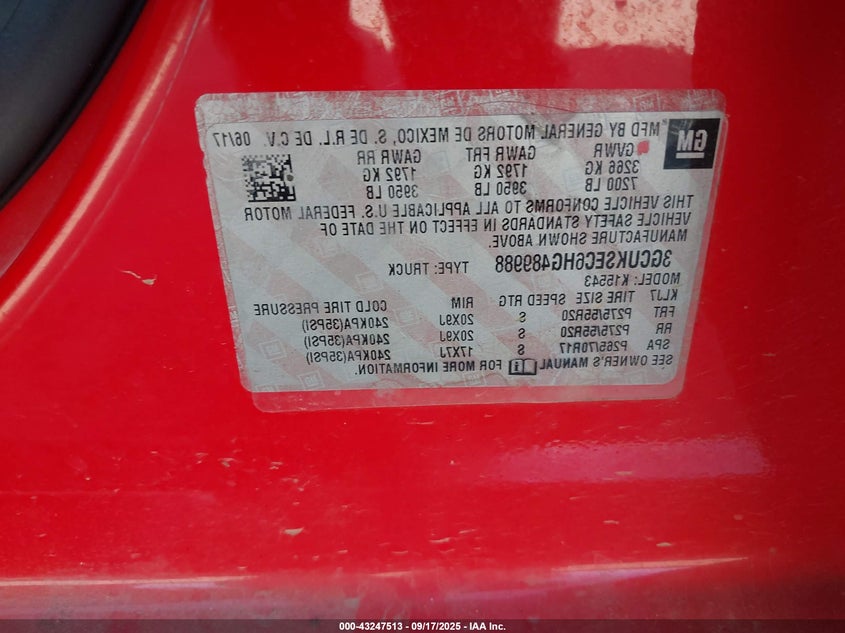 GM
MFD BY GENERAL MOTORS DE MEXICO, S. DE R.L. DE C.V. 06/17
GVWR GAWR FRT GAWR RR
3266 KG 1792 KG 1792 KG
7200 LB 3950 LB 3950 LB
THIS VEHICLE CONFORMS TO ALL APPLICABLE U.S. FEDERAL MOTOR
VEHICLE SAFETY STANDARDS IN EFFECT ON THE DATE OF
MANUFACTURE SHOWN ABOVE.
3GCUKSEC6HG489988 TYPE: TRUCK
MODEL: K15543
KLJ7 TIRE SIZE SPEED RTG RIM COLD TIRE PRESSURE
FRT P275/55R20 S 20X9J 240KPA(35PSI)
RR P275/55R20 S 20X9J 240KPA(35PSI)
SPA P265/70R17 S 17X7J 240KPA(35PSI)
SEE OWNER'S MANUAL FOR MORE INFORMATION.
000-43247513 - 09/17/2025 - IAA Inc.